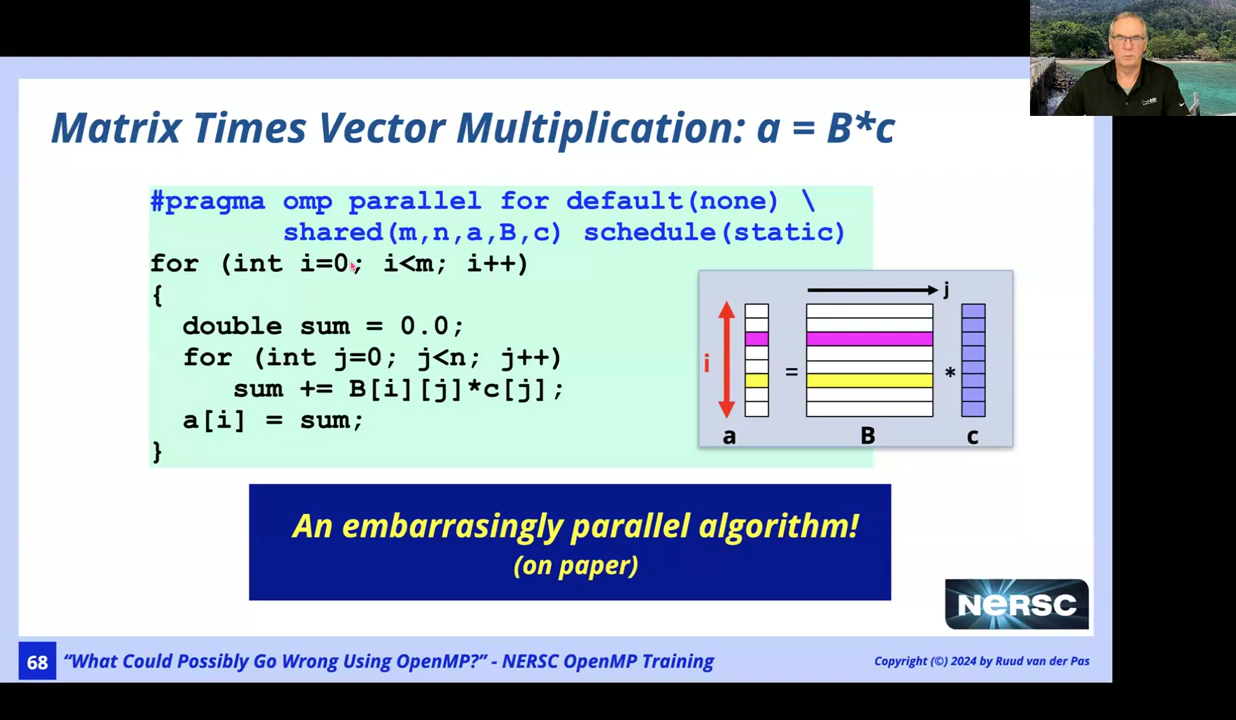 Matrix Times Vector Multiplication: a = B*c
#pragma omp parallel for default(none) \
shared(m,n,a,B,c) schedule(static)
for (int i=0; i<m; i++)
{
double sum = 0.0;
for (int j=0; j<n; j++)
sum += B[i][j]*c[j];
a[i] = sum;
}
j
i
= *
a B c
An embarrasingly parallel algorithm!
(on paper)
NERSC
68 "What Could Possibly Go Wrong Using OpenMP?" - NERSC OpenMP Training Copyright (©) 2024 by Ruud van der Pas